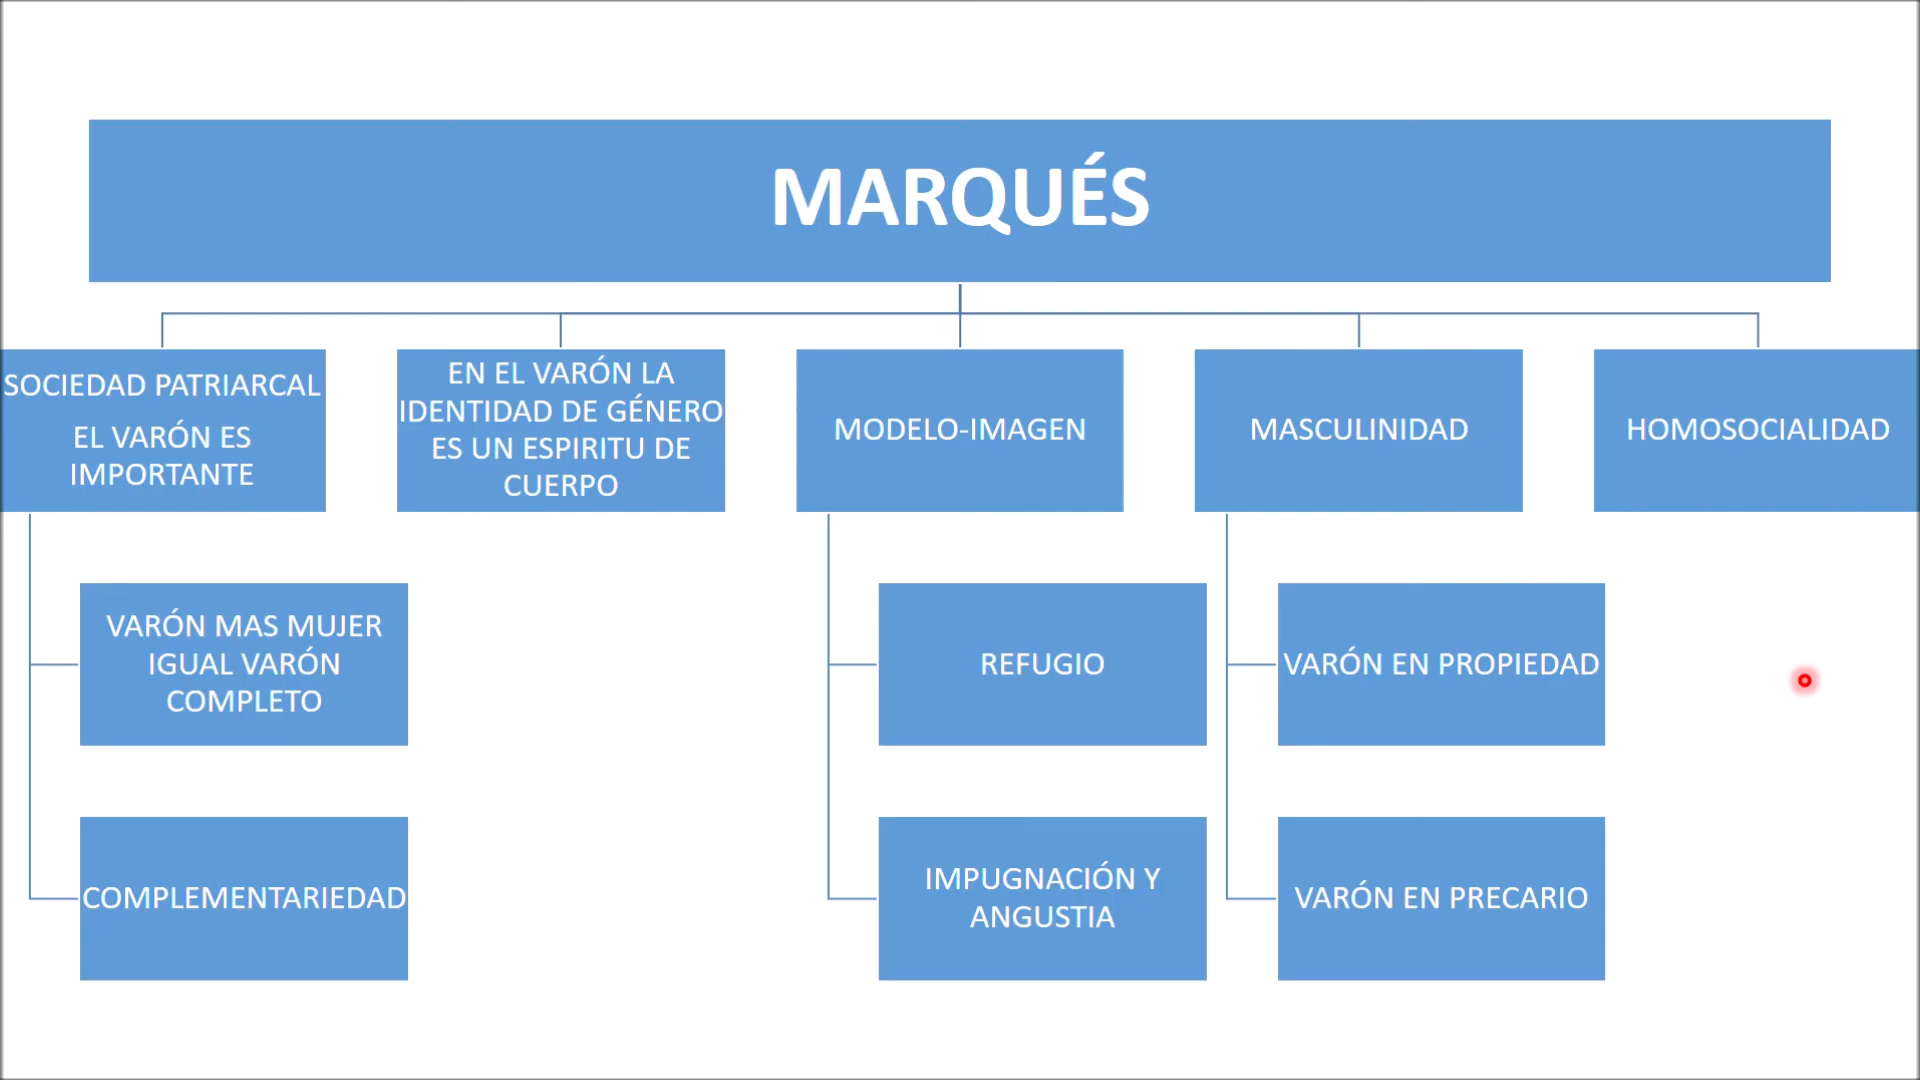 MARQUÉS
SOCIEDAD PATRIARCAL
EL VARÓN ES
IMPORTANTE
EN EL VARÓN LA
IDENTIDAD DE GÉNERO
ES UN ESPIRITU DE
CUERPO
MODELO-IMAGEN
MASCULINIDAD
HOMOSOCIALIDAD
VARÓN MAS MUJER
IGUAL VARÓN
COMPLETO
REFUGIO
VARÓN EN PROPIEDAD
COMPLEMENTARIEDAD
IMPUGNACIÓN Y
ANGUSTIA
VARÓN EN PRECARIO